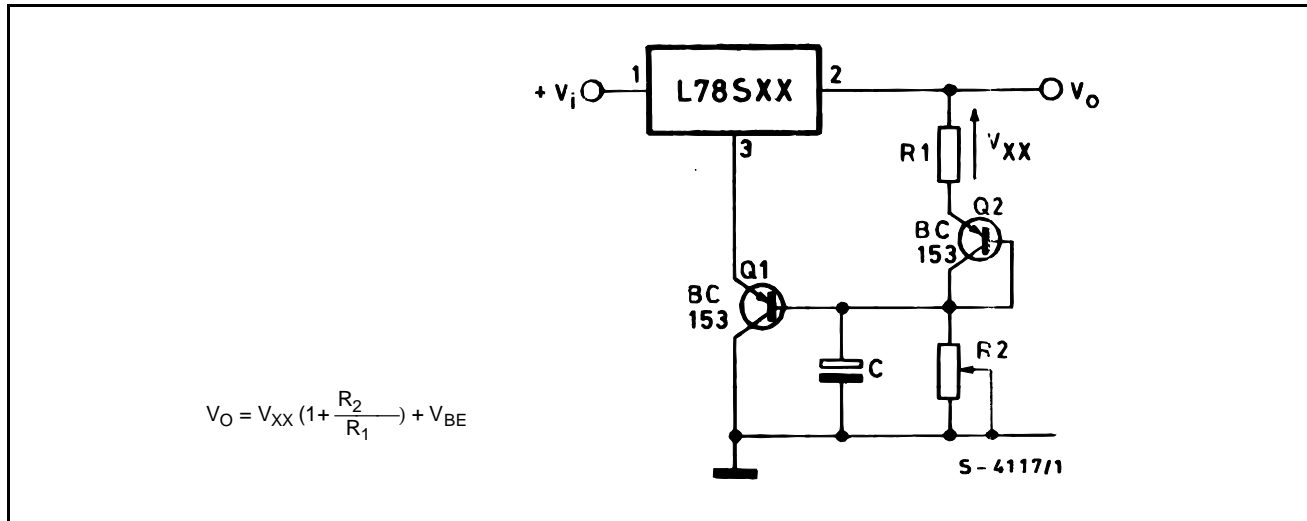 1
L78SXX
2
+ Vi
Vo
3
R1
VXX
Q2
BC
153
Q1
BC
153
C
R2
VO = VXX (1+ R2 / R1) + VBE
S-4117/1